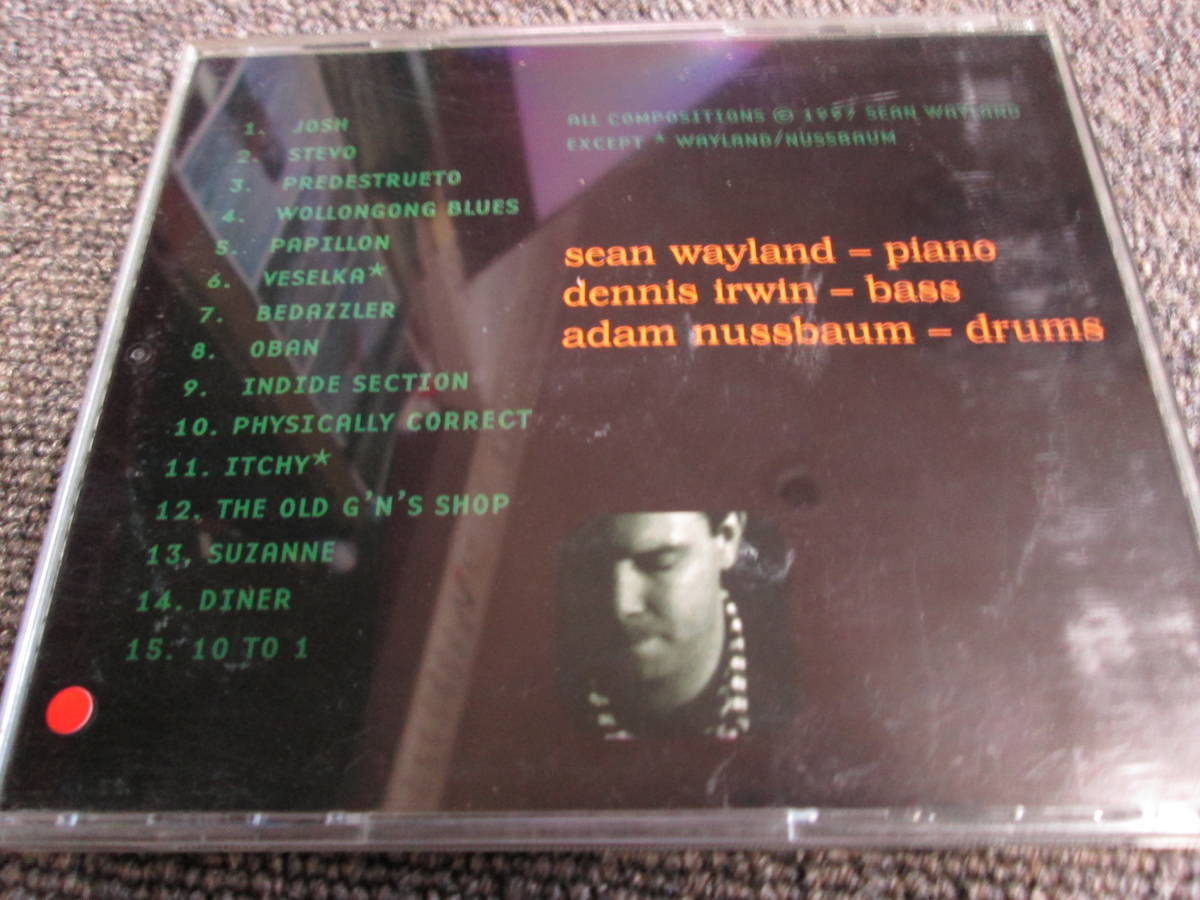 1. JOSH
2. STEVO
3. PREDESTRUETO
4. WOLLONGONG BLUES
5. PAPILLON
6. VESELKA*
7. BEDAZZLER
8. OBAN
9. INDIDE SECTION
10. PHYSICALLY CORRECT
11. ITCHY*
12. THE OLD G'N'S SHOP
13, SUZANNE
14. DINER
15. 10 TO 1
ALL COMPOSITIONS © 1997 SEAN WAYLAND
EXCEPT * WAYLAND/NUSSBAUM
sean wayland – piano
dennis irwin – bass
adam nussbaum – drums